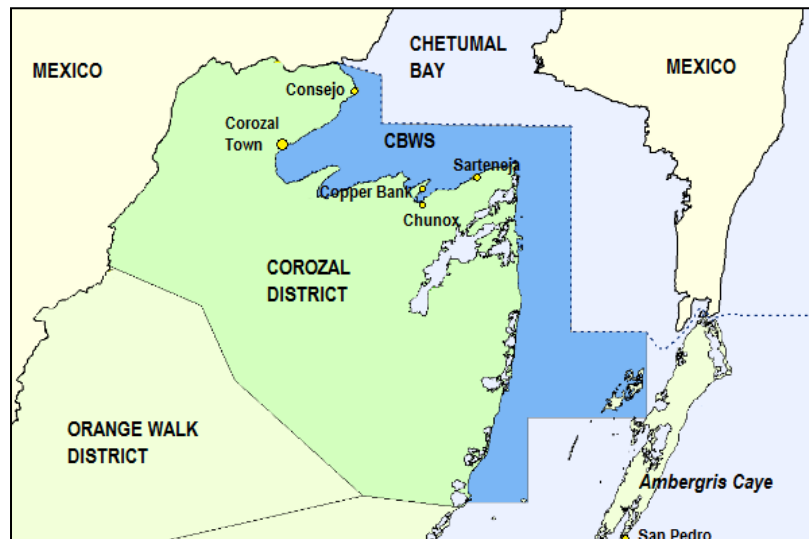 CHETUMAL
BAY
MEXICO
MEXICO
Consejo
Corozal
Town
CBWS
Sarteneja
Copper Bank
Chunox
COROZAL
DISTRICT
ORANGE WALK
DISTRICT
Ambergris Caye
San Pedro